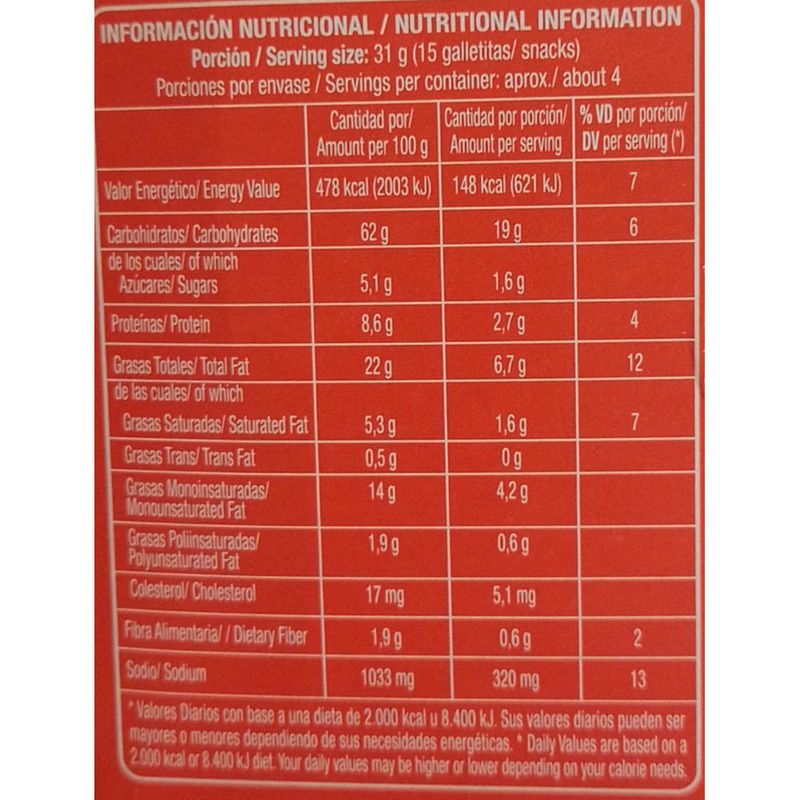 INFORMACIÓN NUTRICIONAL / NUTRITIONAL INFORMATION
Porción / Serving size: 31 g (15 galletitas/ snacks)
Porciones por envase / Servings per container: aprox./ about 4
Cantidad por/ Cantidad por porción/ % VD por porción/
Amount per 100 g Amount per serving DV per serving (*)
Valor Energético/ Energy Value 478 kcal (2003 kJ) 148 kcal (621 kJ) 7
Carbohidratos/ Carbohydrates 62 g 19 g 6
de los cuales/ of which
Azúcares/ Sugars 5,1 g 1,6 g
Proteínas/ Protein 8,6 g 2,7 g 4
Grasas Totales/ Total Fat 22 g 6,7 g 12
de las cuales/ of which
Grasas Saturadas/ Saturated Fat 5,3 g 1,6 g 7
Grasas Trans/ Trans Fat 0,5 g 0 g
Grasas Monoinsaturadas/ 14 g 4,2 g
Monounsaturated Fat
Grasas Poliinsaturadas/ 1,9 g 0,6 g
Polyunsaturated Fat
Colesterol/ Cholesterol 17 mg 5,1 mg
Fibra Alimentaria/ / Dietary Fiber 1,9 g 0,6 g 2
Sodio/ Sodium 1033 mg 320 mg 13
* Valores Diarios con base a una dieta de 2.000 kcal u 8.400 kJ. Sus valores diarios pueden ser
mayores o menores dependiendo de sus necesidades energéticas. * Daily Values are based on a
2.000 kcal or 8.400 kJ diet. Your daily values may be higher or lower depending on your calorie needs.